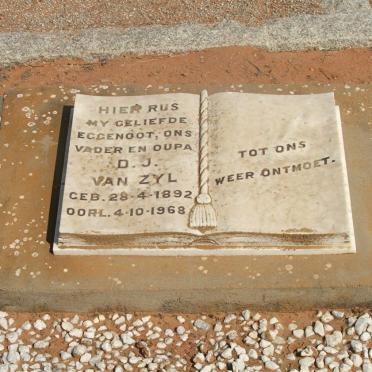 HIER RUS
MY GELIEFDE
EGGENOOT, ONS
VADER EN OUPA
D. J.
VAN ZYL
GEB. 28-4-1892
OORL. 4-10-1968
TOT ONS
WEER ONTMOET.